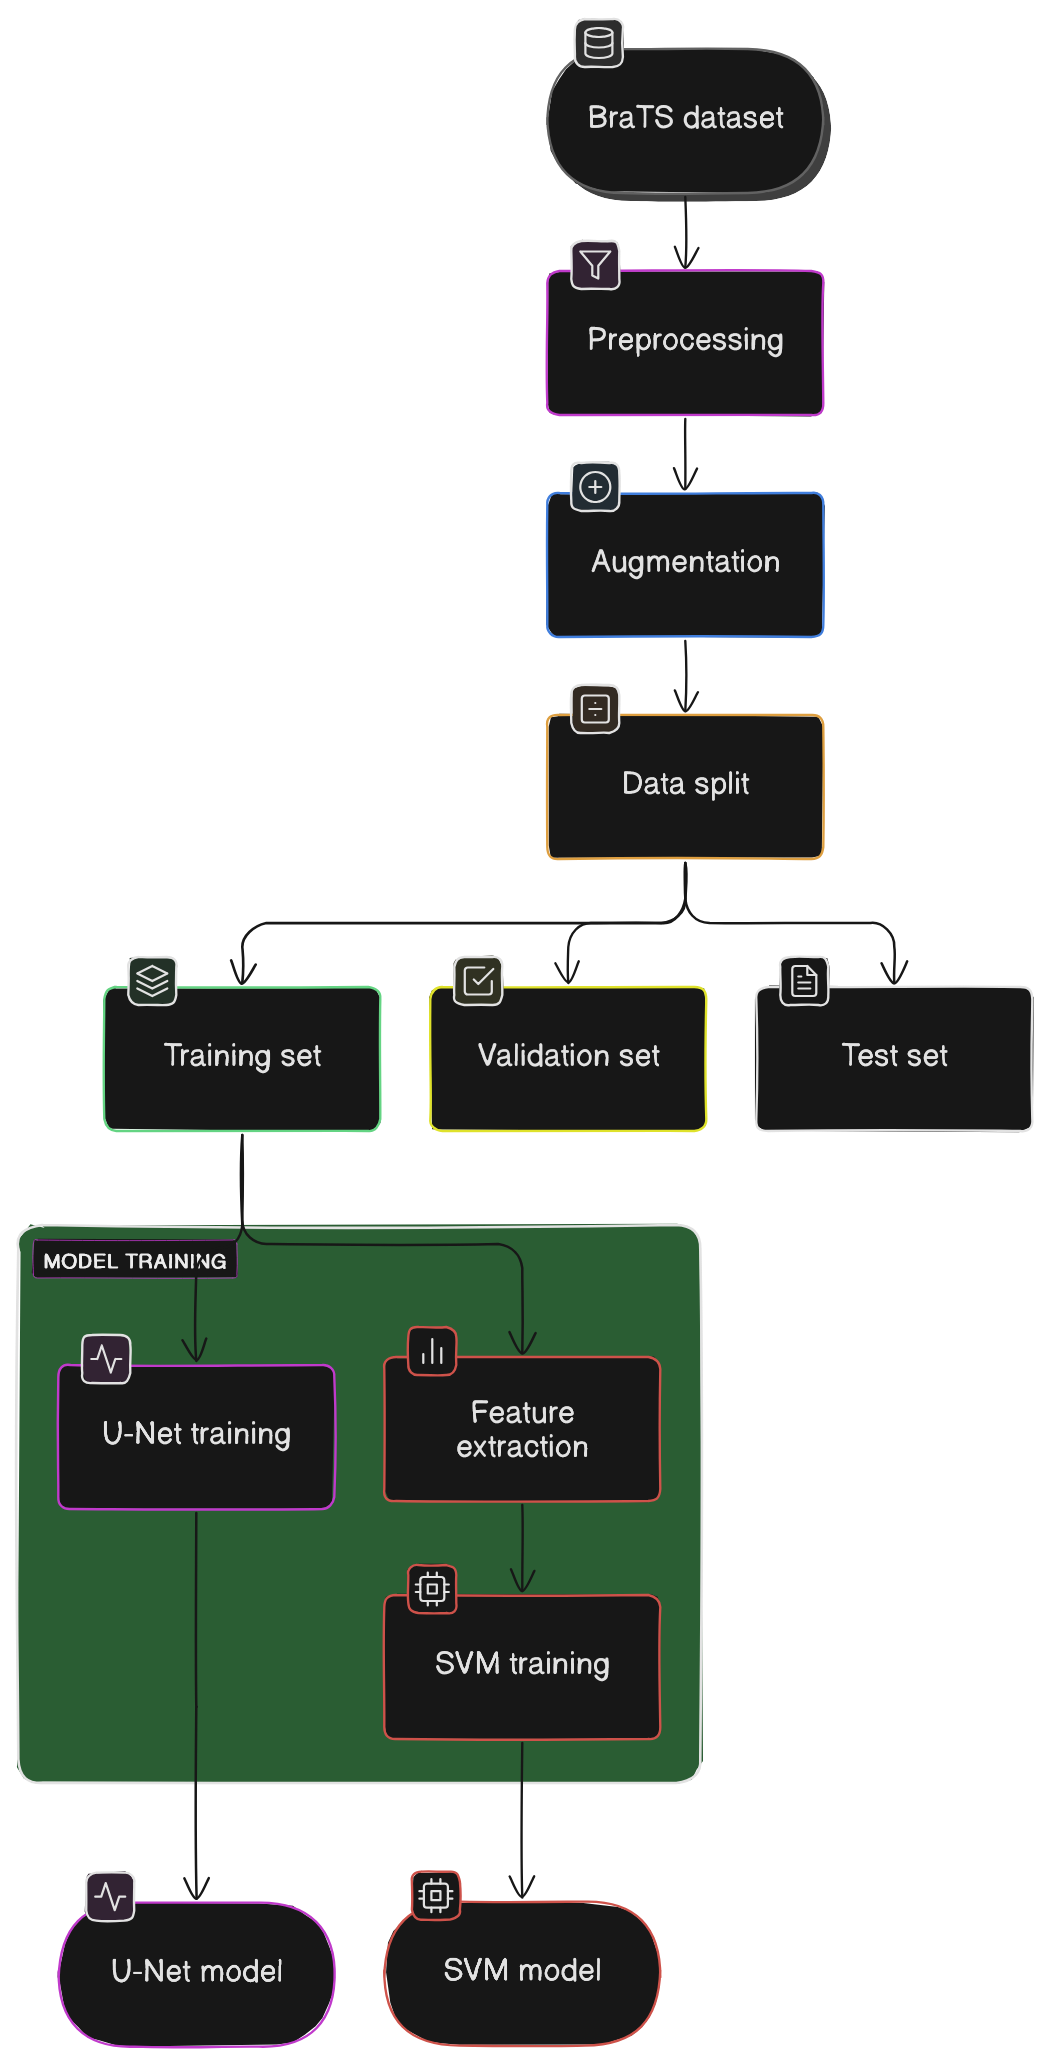 BraTS dataset
Preprocessing
Augmentation
Data split
Training set
Validation set
Test set
MODEL TRAINING
U-Net training
Feature
extraction
SVM training
U-Net model
SVM model